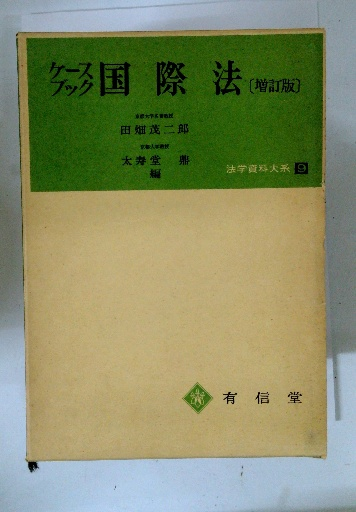 ケースブック 国際法〔増訂版〕
田畑茂二郎
太寿堂 鼎
編
法学資料大系 9
有信堂